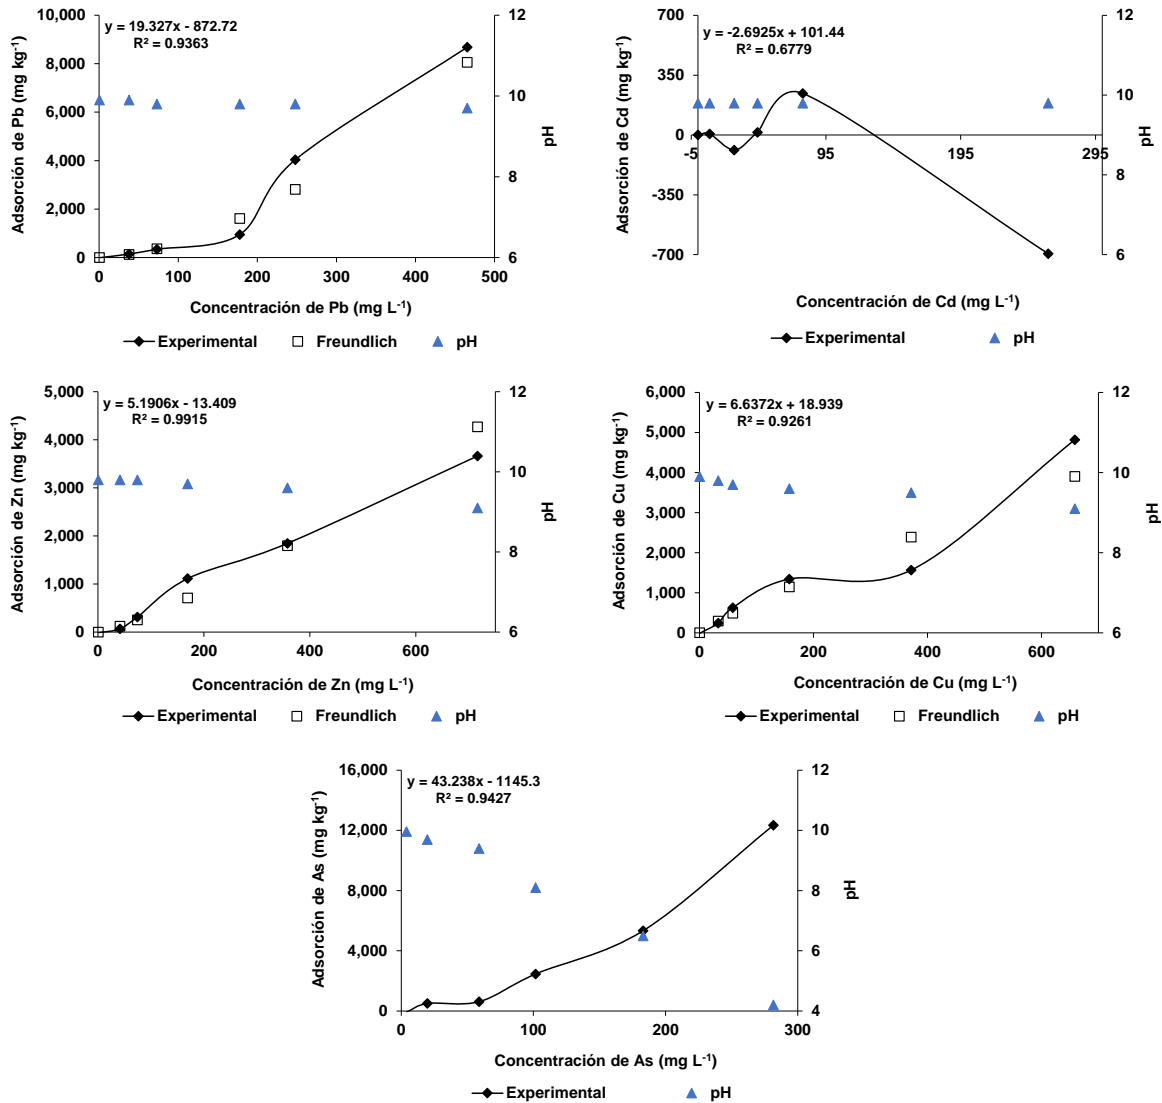 y = 19.327x - 872.72
R² = 0.9363
Adsorción de Pb (mg kg⁻¹)
10,000
8,000
6,000
4,000
2,000
0
0 100 200 300 400 500
12
10
8
6
pH
Concentración de Pb (mg L⁻¹)
Experimental Freundlich pH
y = -2.6925x + 101.44
R² = 0.6779
Adsorción de Cd (mg kg⁻¹)
700
350
0
-350
-700
-5 95 195 295
12
10
8
6
pH
Concentración de Cd (mg L⁻¹)
Experimental pH
y = 5.1906x - 13.409
R² = 0.9915
Adsorción de Zn (mg kg⁻¹)
5,000
4,000
3,000
2,000
1,000
0
0 200 400 600
12
10
8
6
pH
Concentración de Zn (mg L⁻¹)
Experimental Freundlich pH
y = 6.6372x + 18.939
R² = 0.9261
Adsorción de Cu (mg kg⁻¹)
6,000
5,000
4,000
3,000
2,000
1,000
0
0 200 400 600
12
10
8
6
pH
Concentración de Cu (mg L⁻¹)
Experimental Freundlich pH
y = 43.238x - 1145.3
R² = 0.9427
Adsorción de As (mg kg⁻¹)
16,000
12,000
8,000
4,000
0
0 100 200 300
12
10
8
6
4
pH
Concentración de As (mg L⁻¹)
Experimental pH